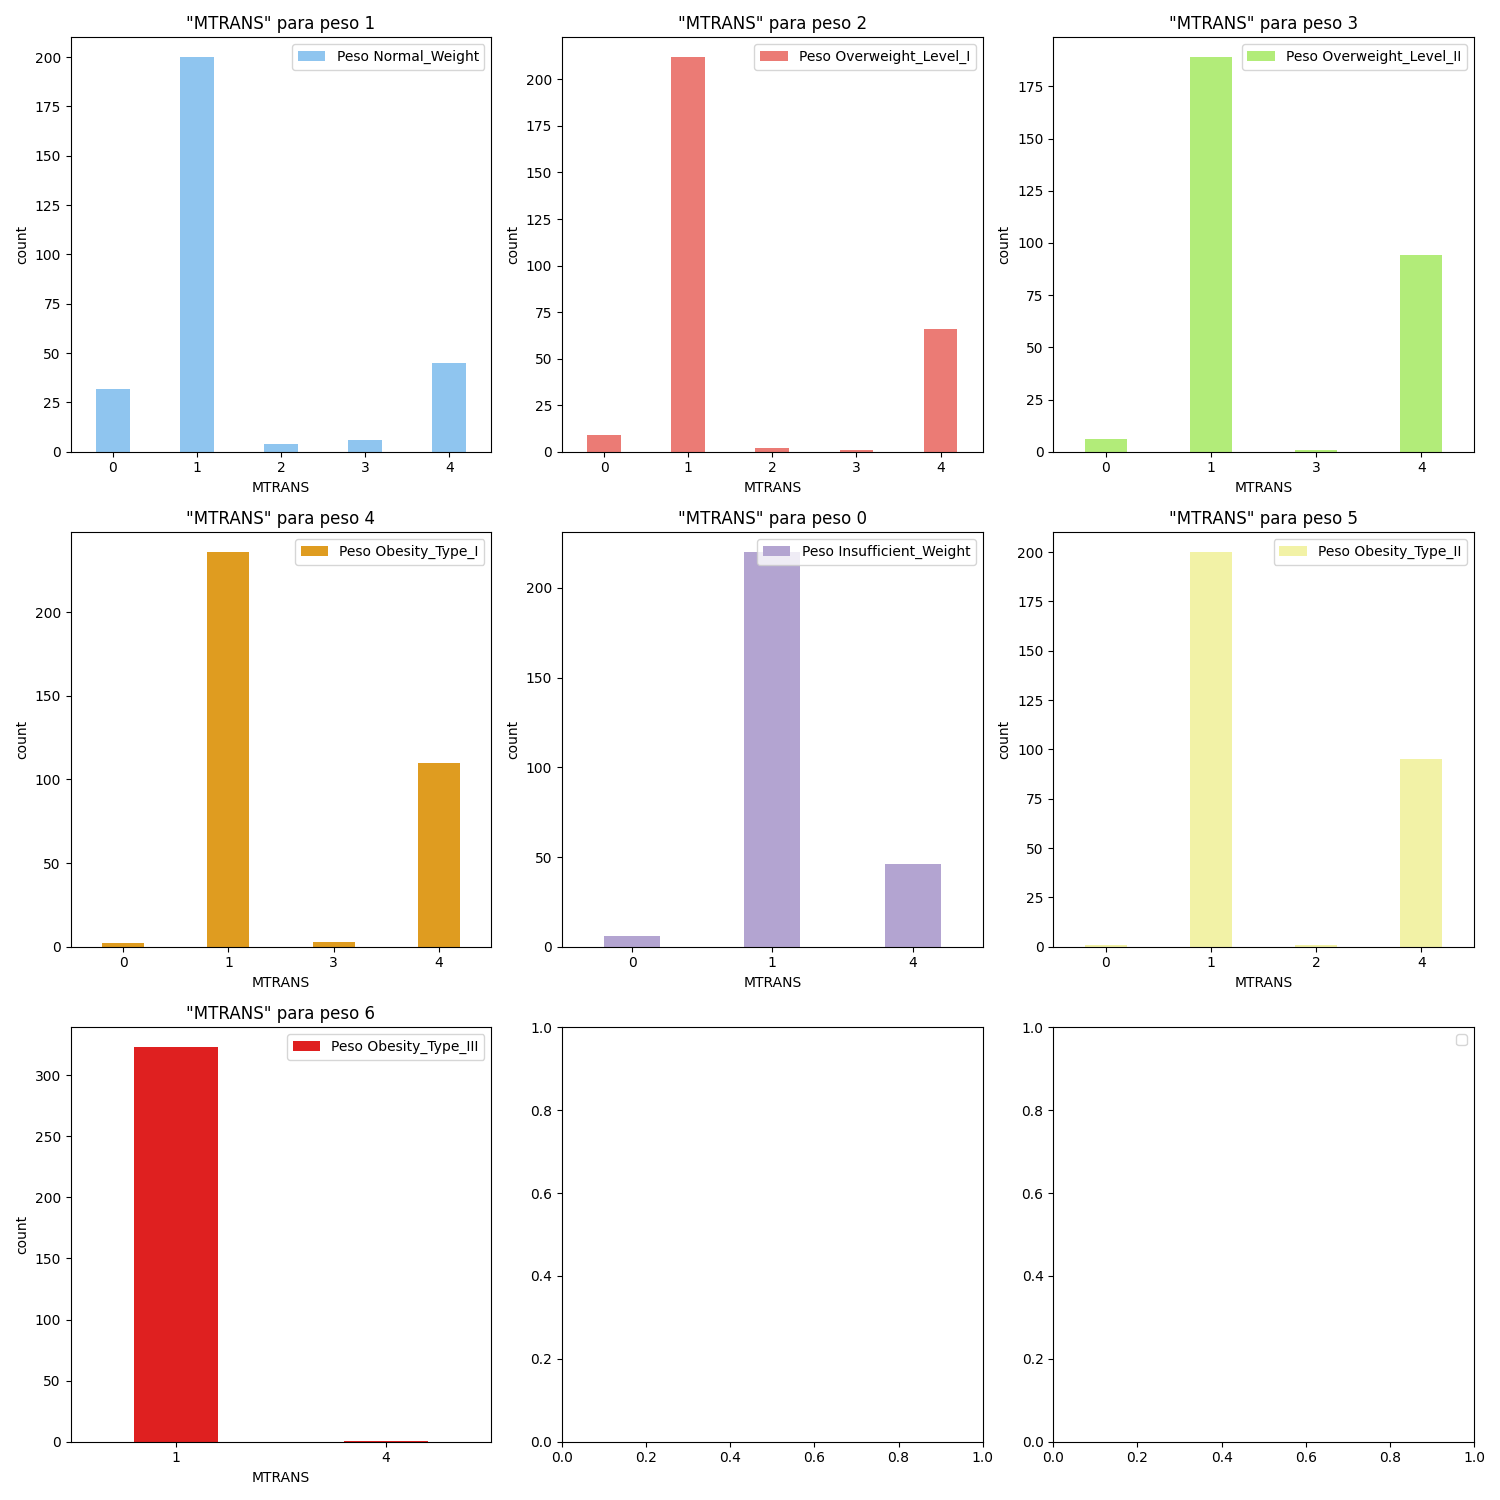 "MTRANS" para peso 1
Peso Normal_Weight
200
175
150
125
100
75
50
25
0
count
0 1 2 3 4
MTRANS
"MTRANS" para peso 2
Peso Overweight_Level_I
200
175
150
125
100
75
50
25
0
count
0 1 2 3 4
MTRANS
"MTRANS" para peso 3
Peso Overweight_Level_II
175
150
125
100
75
50
25
0
count
0 1 3 4
MTRANS
"MTRANS" para peso 4
Peso Obesity_Type_I
200
150
100
50
0
count
0 1 3 4
MTRANS
"MTRANS" para peso 0
Peso Insufficient_Weight
200
150
100
50
0
count
0 1 4
MTRANS
"MTRANS" para peso 5
Peso Obesity_Type_II
200
175
150
125
100
75
50
25
0
count
0 1 2 4
MTRANS
"MTRANS" para peso 6
Peso Obesity_Type_III
300
250
200
150
100
50
0
count
1 4
MTRANS
1.0
0.8
0.6
0.4
0.2
0.0
0.0 0.2 0.4 0.6 0.8 1.0
1.0
0.8
0.6
0.4
0.2
0.0
0.0 0.2 0.4 0.6 0.8 1.0